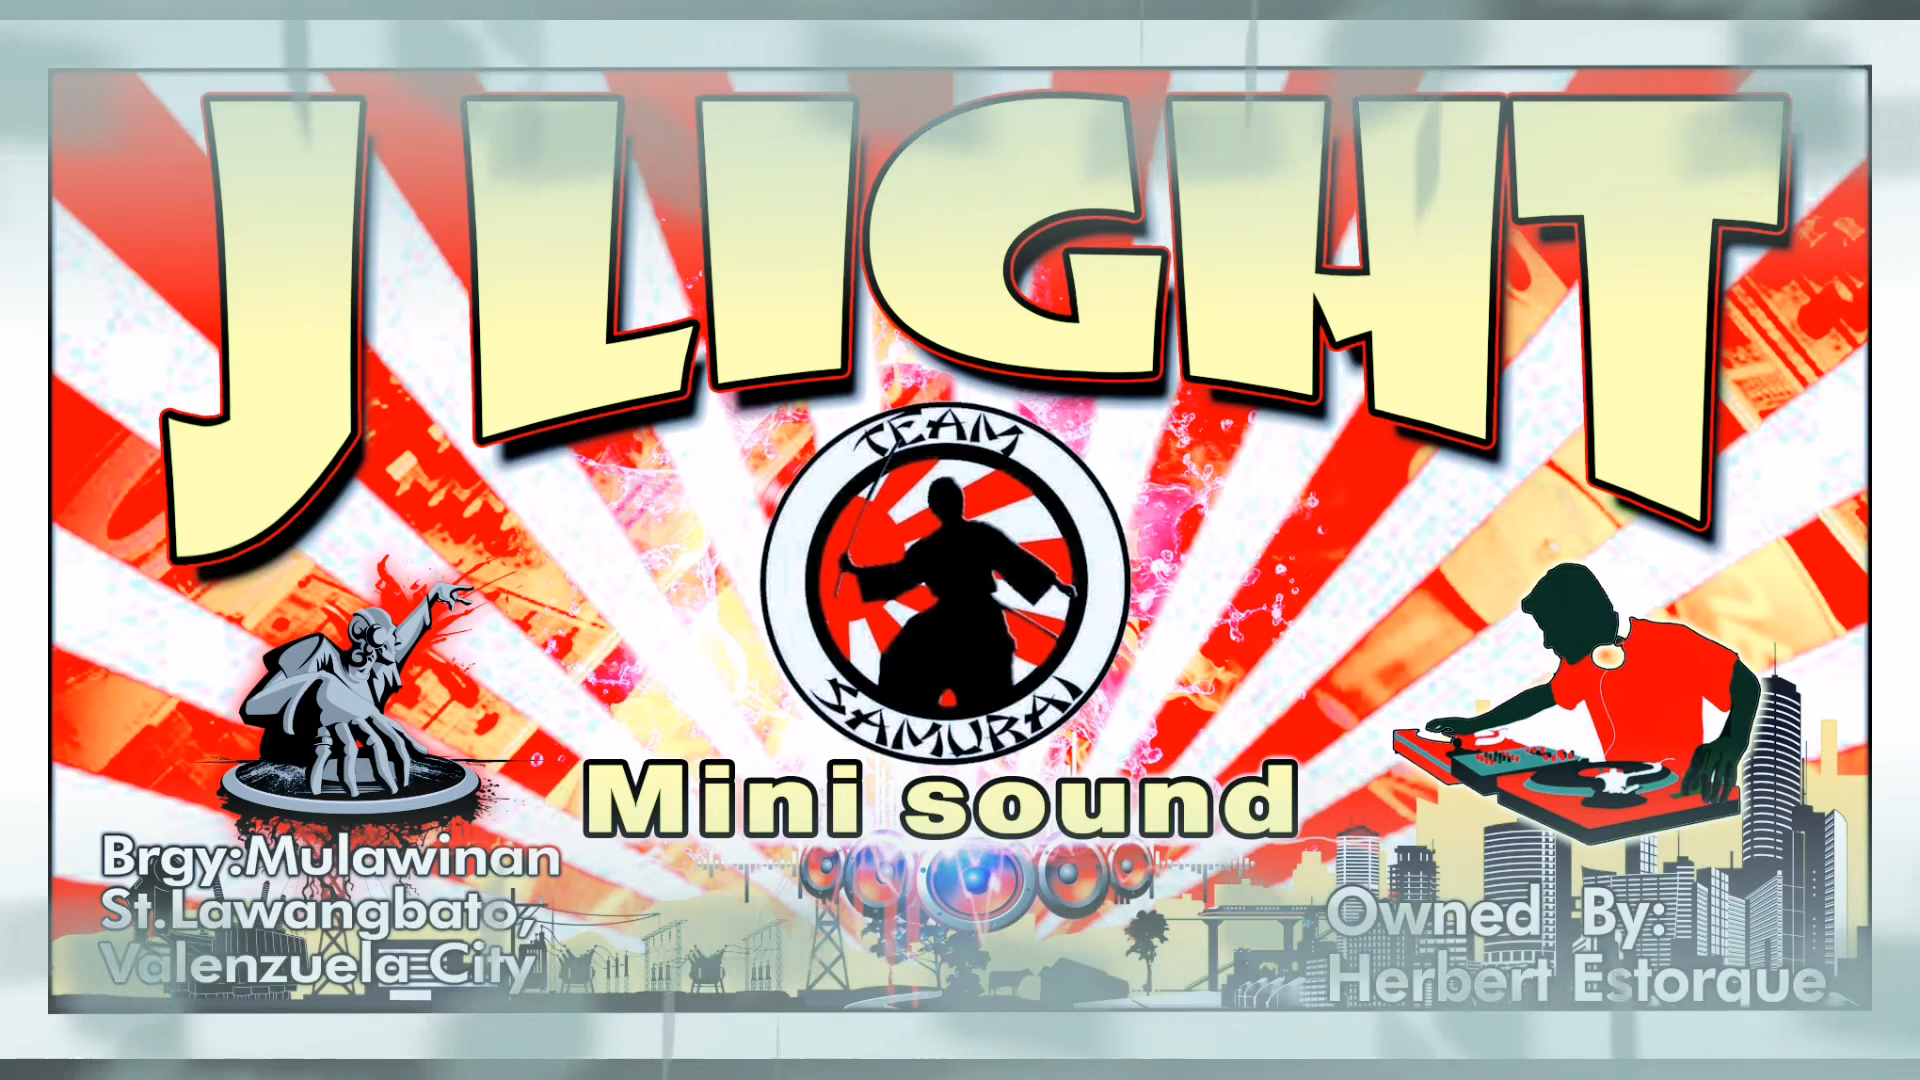 J LIGHT
TEAM
SAMURAI
Mini sound
Brgy:Mulawinan
St.Lawangbato,
Valenzuela City
Owned By:
Herbert Estorque